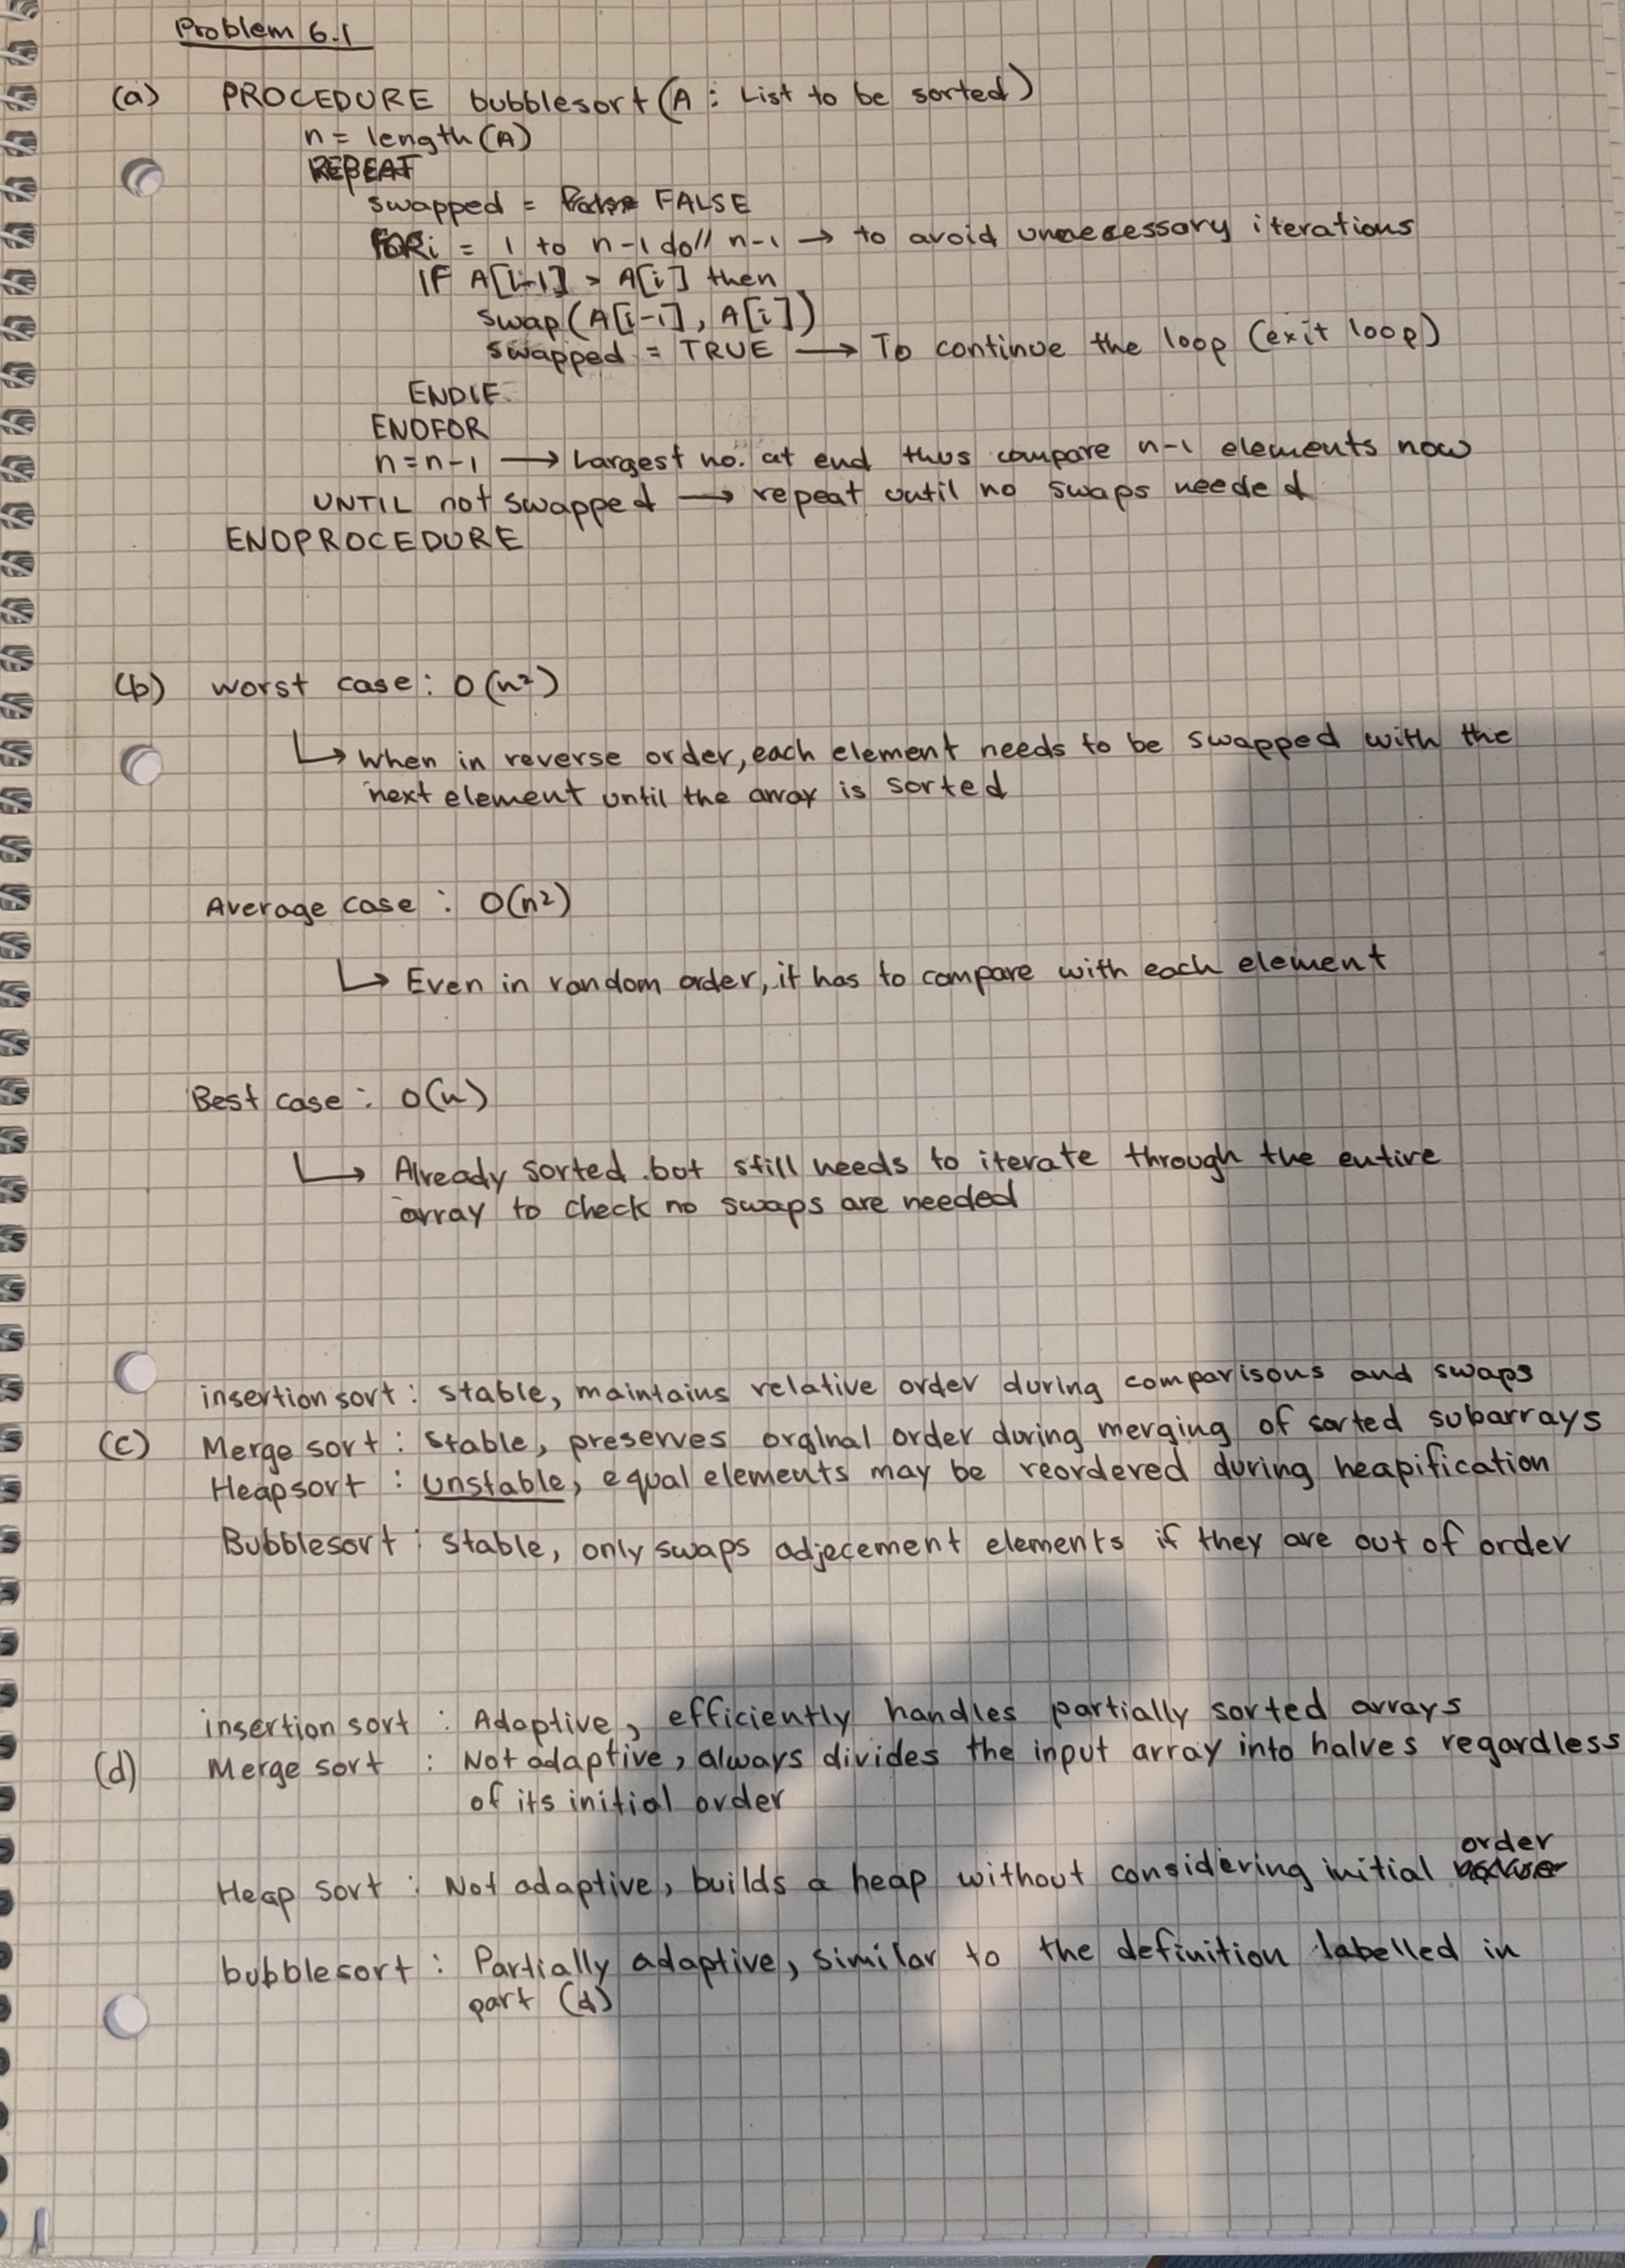 Problem 6.1
(a) PROCEDURE bubblesort (A : List to be sorted)
n = length (A)
REPEAT
swapped = FALSE
FOR i = 1 to n-1 do // n-1 → to avoid unnecessary iterations
IF A[i-1] > A[i] then
swap (A[i-1], A[i])
swapped = TRUE → To continue the loop (exit loop)
ENDIF
ENDFOR
n = n-1 → Largest no. at end thus compare n-1 elements now
UNTIL not swapped → repeat until no swaps needed
ENDPROCEDURE
(b) worst case : O(n²)
↳ when in reverse order, each element needs to be swapped with the
next element until the array is sorted
Average case : O(n²)
↳ Even in random order, it has to compare with each element
Best case : O(n)
↳ Already sorted but still needs to iterate through the entire
array to check no swaps are needed
insertion sort : stable, maintains relative order during comparisons and swaps
(c) Merge sort : stable, preserves orginal order during merging of sorted subarrays
Heapsort : unstable, equal elements may be reordered during heapification
Bubblesort : stable, only swaps adjecement elements if they are out of order
insertion sort : Adaptive, efficiently handles partially sorted arrays
(d) Merge sort : Not adaptive, always divides the input array into halves regardless
of its initial order
Heap sort : Not adaptive, builds a heap without considering initial order
bubblesort : Partially adaptive, similar to the definition labelled in
part (d)